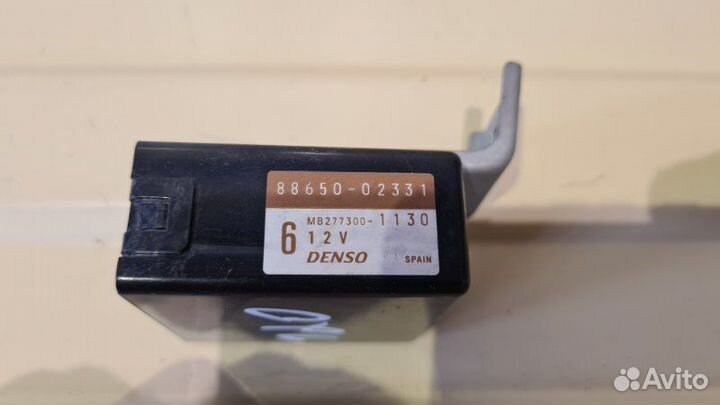 88650-02331
MB277300-1130
6 12V
DENSO SPAIN
Avito